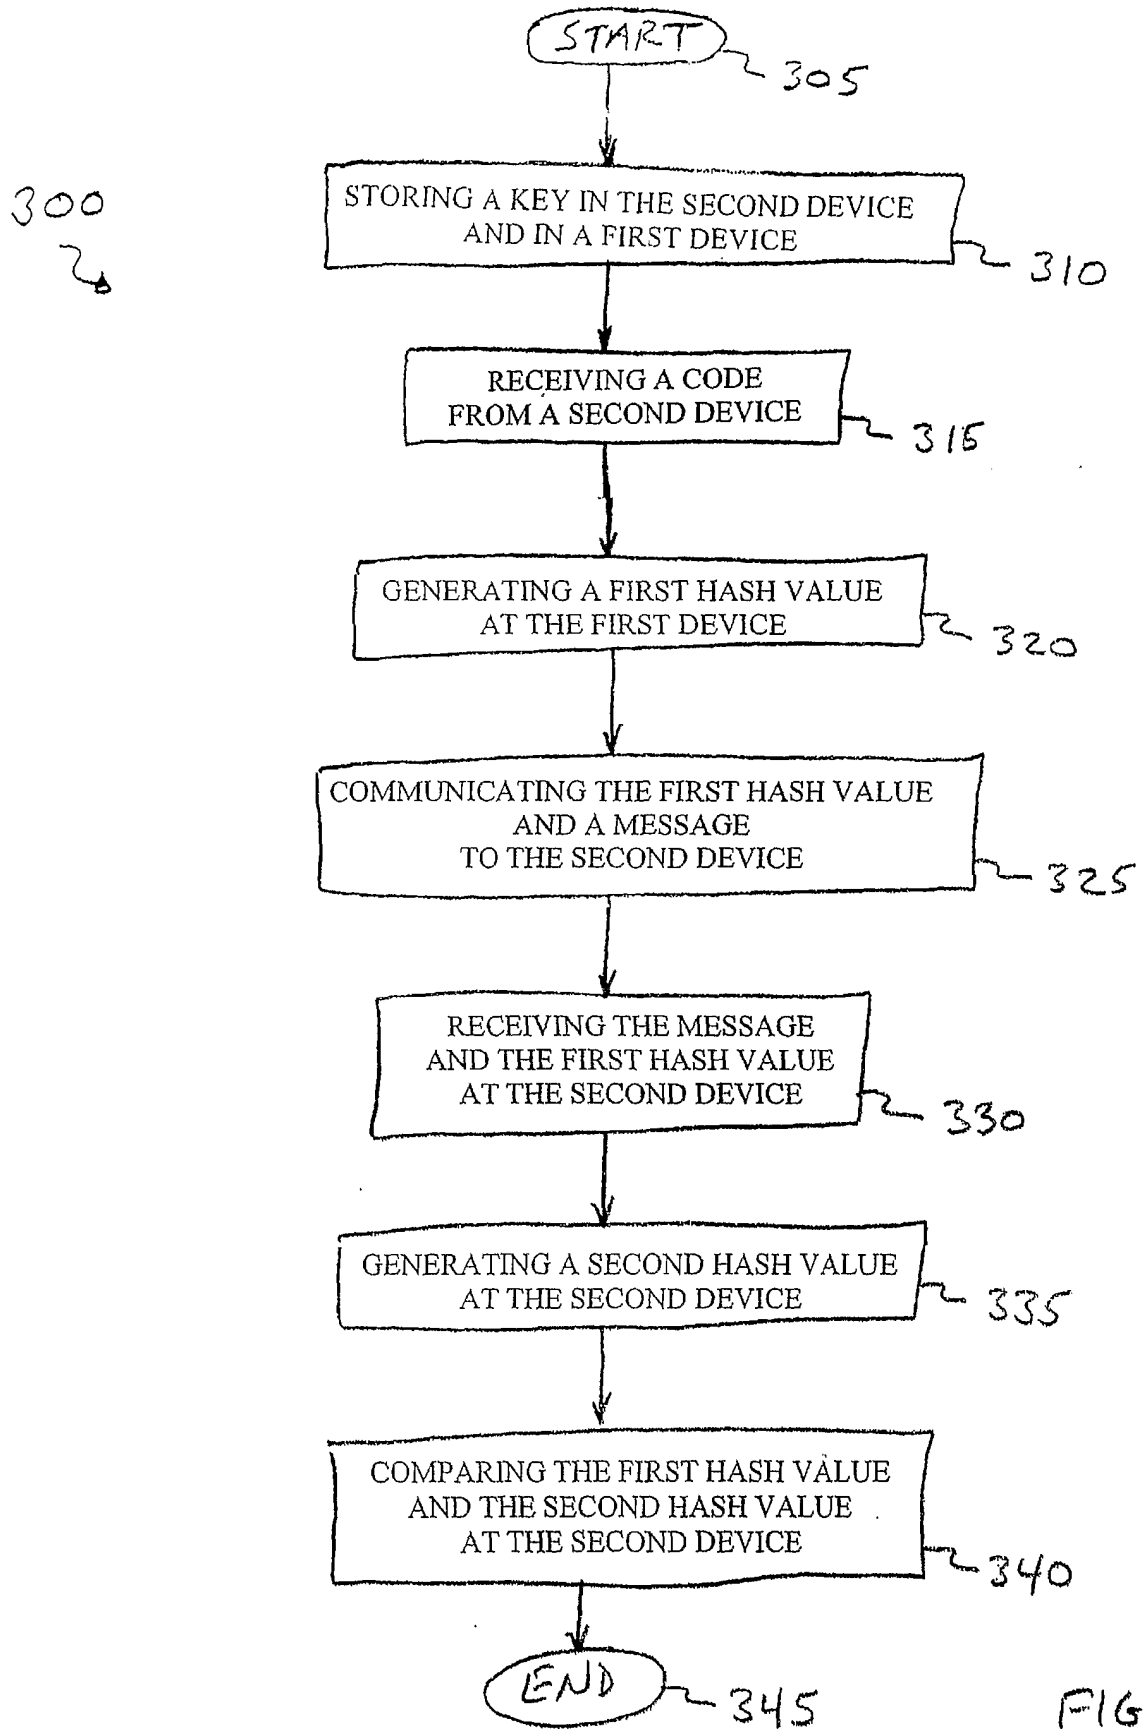 START
305
300
STORING A KEY IN THE SECOND DEVICE
AND IN A FIRST DEVICE
310
RECEIVING A CODE
FROM A SECOND DEVICE
315
GENERATING A FIRST HASH VALUE
AT THE FIRST DEVICE
320
COMMUNICATING THE FIRST HASH VALUE
AND A MESSAGE
TO THE SECOND DEVICE
325
RECEIVING THE MESSAGE
AND THE FIRST HASH VALUE
AT THE SECOND DEVICE
330
GENERATING A SECOND HASH VALUE
AT THE SECOND DEVICE
335
COMPARING THE FIRST HASH VALUE
AND THE SECOND HASH VALUE
AT THE SECOND DEVICE
340
END
345
FIG